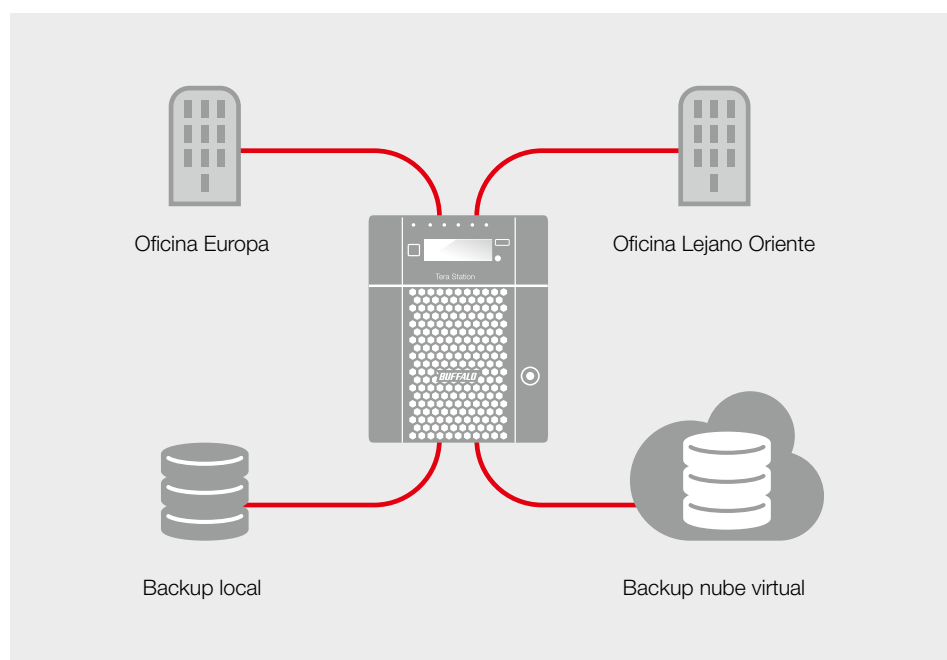 Oficina Europa
Oficina Lejano Oriente
Tera Station
BUFFALO
Backup local
Backup nube virtual